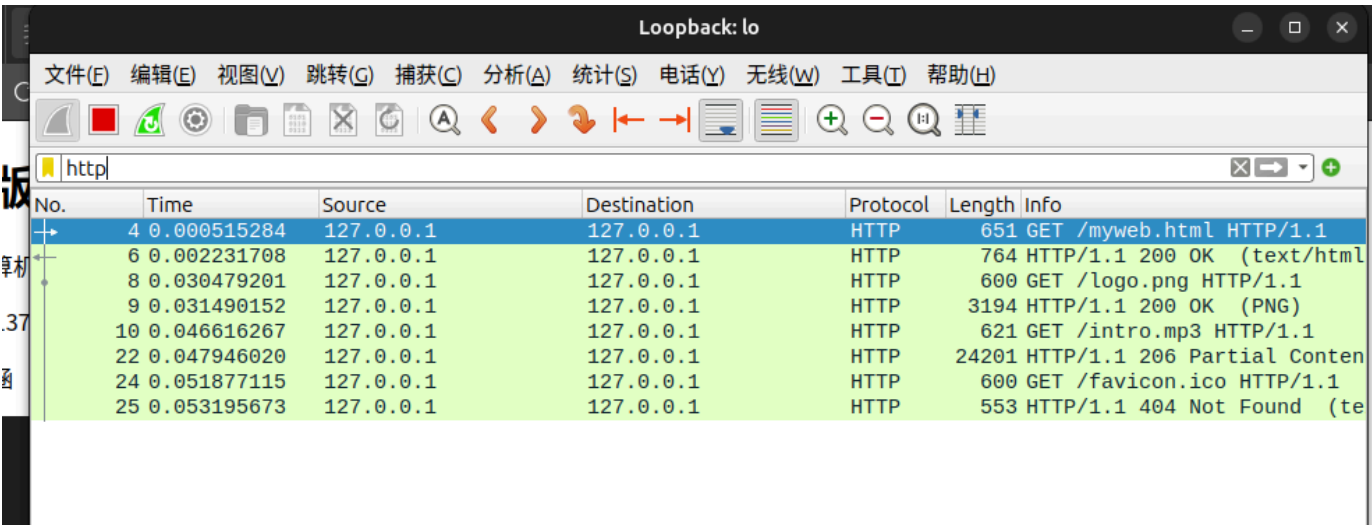 Loopback: lo
文件(F) 编辑(E) 视图(V) 跳转(G) 捕获(C) 分析(A) 统计(S) 电话(Y) 无线(W) 工具(T) 帮助(H)
http
版
No. Time Source Destination Protocol Length Info
4 0.000515284 127.0.0.1 127.0.0.1 HTTP 651 GET /myweb.html HTTP/1.1
6 0.002231708 127.0.0.1 127.0.0.1 HTTP 764 HTTP/1.1 200 OK (text/html
算机
8 0.030479201 127.0.0.1 127.0.0.1 HTTP 600 GET /logo.png HTTP/1.1
9 0.031490152 127.0.0.1 127.0.0.1 HTTP 3194 HTTP/1.1 200 OK (PNG)
.37
10 0.046616267 127.0.0.1 127.0.0.1 HTTP 621 GET /intro.mp3 HTTP/1.1
22 0.047946020 127.0.0.1 127.0.0.1 HTTP 24201 HTTP/1.1 206 Partial Conten
24 0.051877115 127.0.0.1 127.0.0.1 HTTP 600 GET /favicon.ico HTTP/1.1
25 0.053195673 127.0.0.1 127.0.0.1 HTTP 553 HTTP/1.1 404 Not Found (te